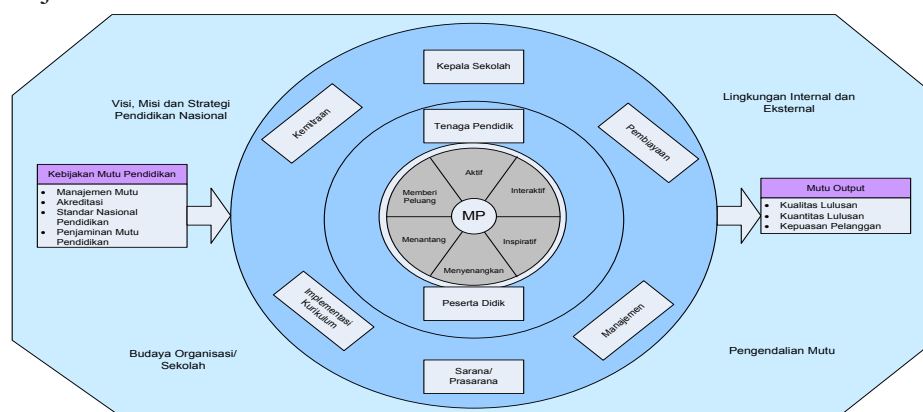 Kepala Sekolah
Visi, Misi dan Strategi
Pendidikan Nasional
Lingkungan Internal dan
Eksternal
Kemitraan
Tenaga Pendidik
Pembiayaan
Kebijakan Mutu Pendidikan
• Manajemen Mutu
• Akreditasi
• Standar Nasional
Pendidikan
• Penjaminan Mutu
Pendidikan
Aktif
Memberi
Peluang
Interaktif
MP
Menantang
Inspiratif
Menyenangkan
Mutu Output
• Kualitas Lulusan
• Kuantitas Lulusan
• Kepuasan Pelanggan
Peserta Didik
Implementasi
Kurikulum
Manajemen
Budaya Organisasi/
Sekolah
Sarana/
Prasarana
Pengendalian Mutu